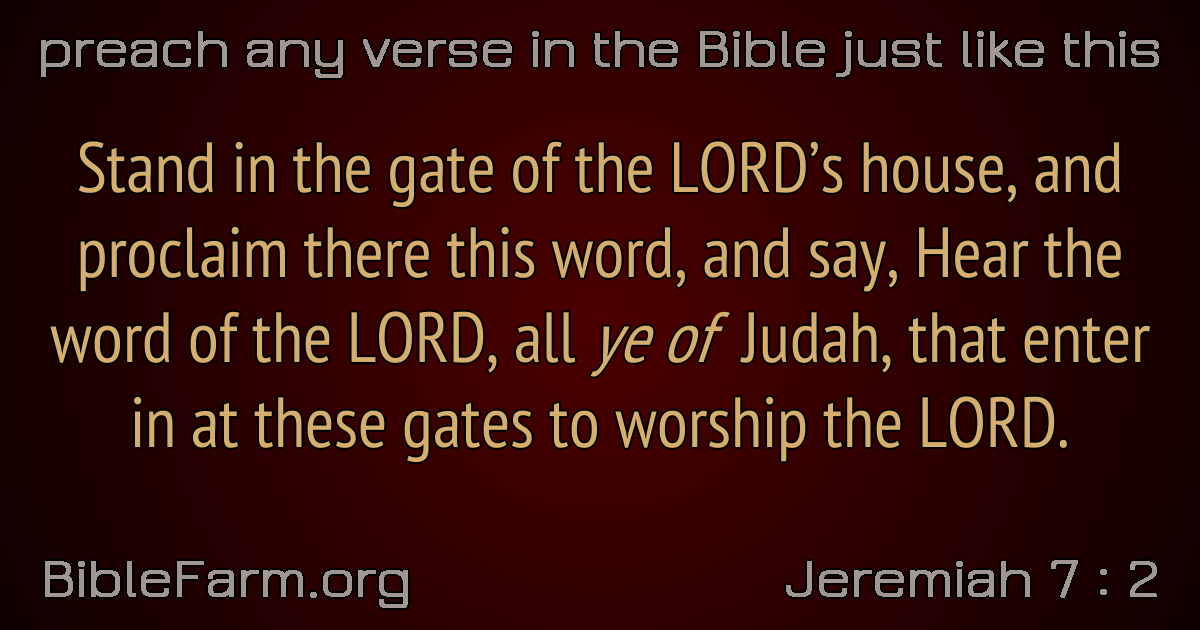 preach any verse in the Bible just like this
Stand in the gate of the LORD’s house, and
proclaim there this word, and say, Hear the
word of the LORD, all ye of Judah, that enter
in at these gates to worship the LORD.
BibleFarm.org
Jeremiah 7 : 2